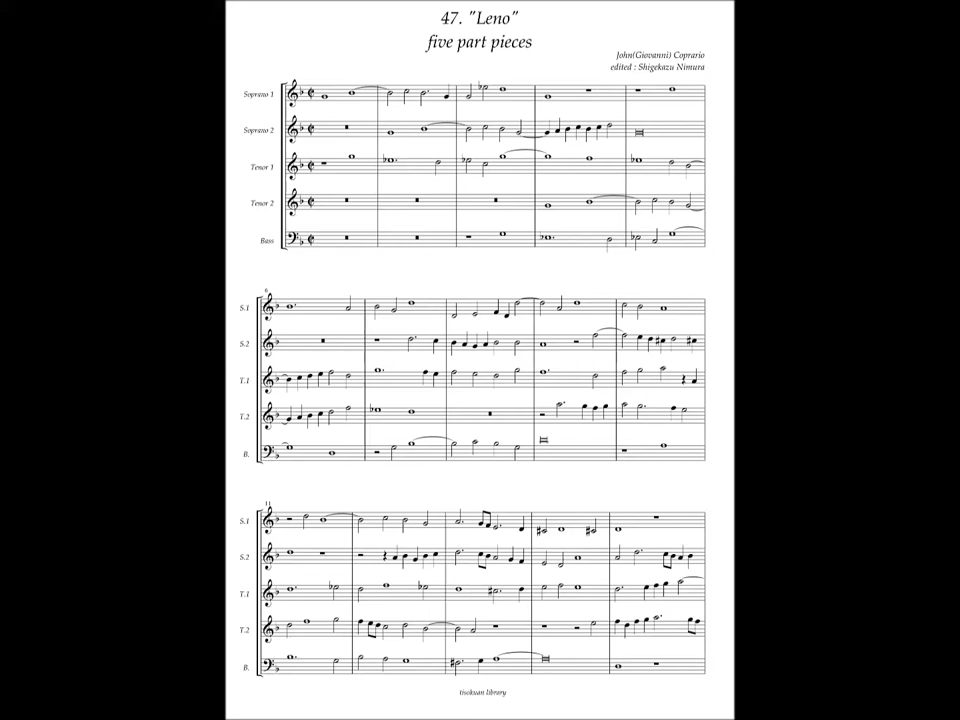 47. "Leno"
five part pieces
John(Giovanni) Coprario
edited : Shigekazu Nimura
Soprano 1
Soprano 2
Tenor 1
Tenor 2
Bass
6
S.1
S.2
T.1
T.2
B.
11
S.1
S.2
T.1
T.2
B.
tisokuan library